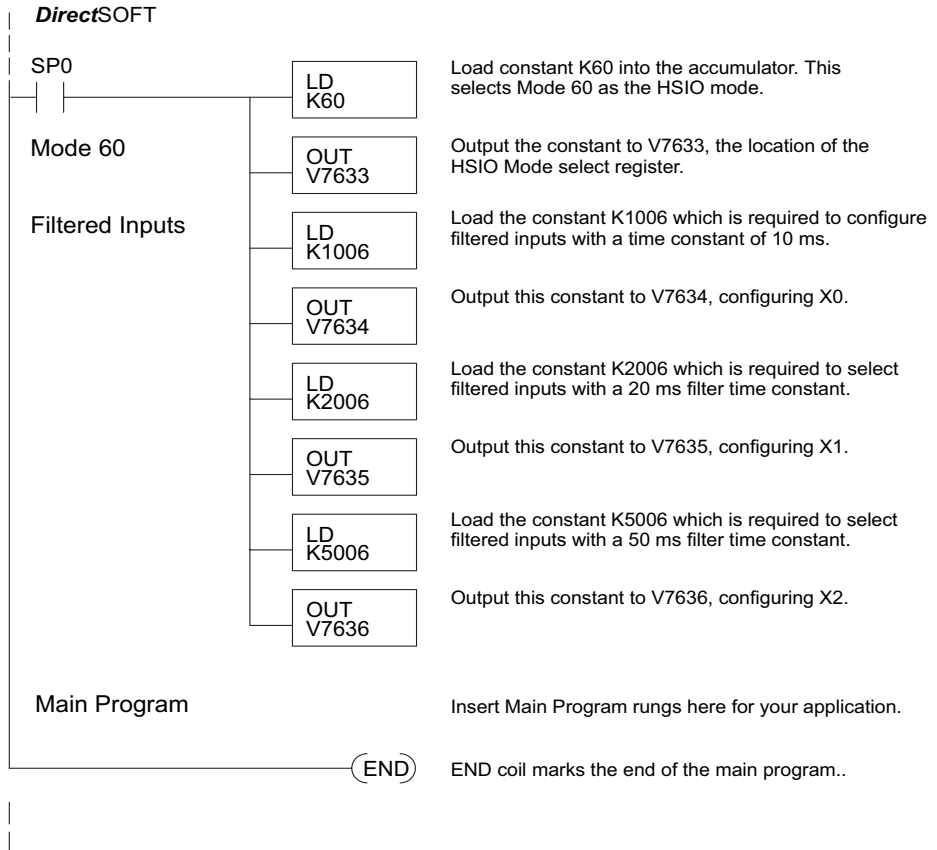 DirectSOFT
SP0
LD
K60
Load constant K60 into the accumulator. This
selects Mode 60 as the HSIO mode.
Mode 60
OUT
V7633
Output the constant to V7633, the location of the
HSIO Mode select register.
Filtered Inputs
LD
K1006
Load the constant K1006 which is required to configure
filtered inputs with a time constant of 10 ms.
OUT
V7634
Output this constant to V7634, configuring X0.
LD
K2006
Load the constant K2006 which is required to select
filtered inputs with a 20 ms filter time constant.
OUT
V7635
Output this constant to V7635, configuring X1.
LD
K5006
Load the constant K5006 which is required to select
filtered inputs with a 50 ms filter time constant.
OUT
V7636
Output this constant to V7636, configuring X2.
Main Program
Insert Main Program rungs here for your application.
END
END coil marks the end of the main program..